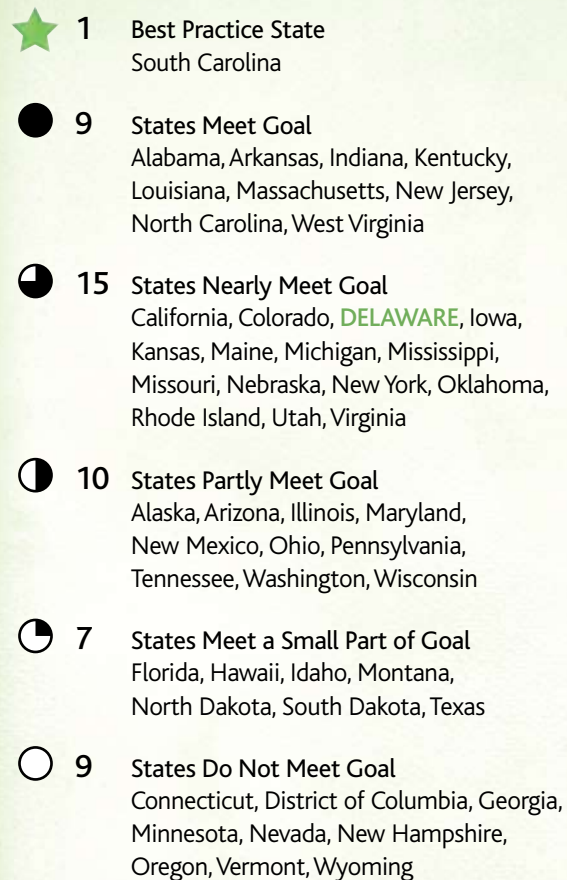 1 Best Practice State
South Carolina
9 States Meet Goal
Alabama, Arkansas, Indiana, Kentucky,
Louisiana, Massachusetts, New Jersey,
North Carolina, West Virginia
15 States Nearly Meet Goal
California, Colorado, DELAWARE, Iowa,
Kansas, Maine, Michigan, Mississippi,
Missouri, Nebraska, New York, Oklahoma,
Rhode Island, Utah, Virginia
10 States Partly Meet Goal
Alaska, Arizona, Illinois, Maryland,
New Mexico, Ohio, Pennsylvania,
Tennessee, Washington, Wisconsin
7 States Meet a Small Part of Goal
Florida, Hawaii, Idaho, Montana,
North Dakota, South Dakota, Texas
9 States Do Not Meet Goal
Connecticut, District of Columbia, Georgia,
Minnesota, Nevada, New Hampshire,
Oregon, Vermont, Wyoming